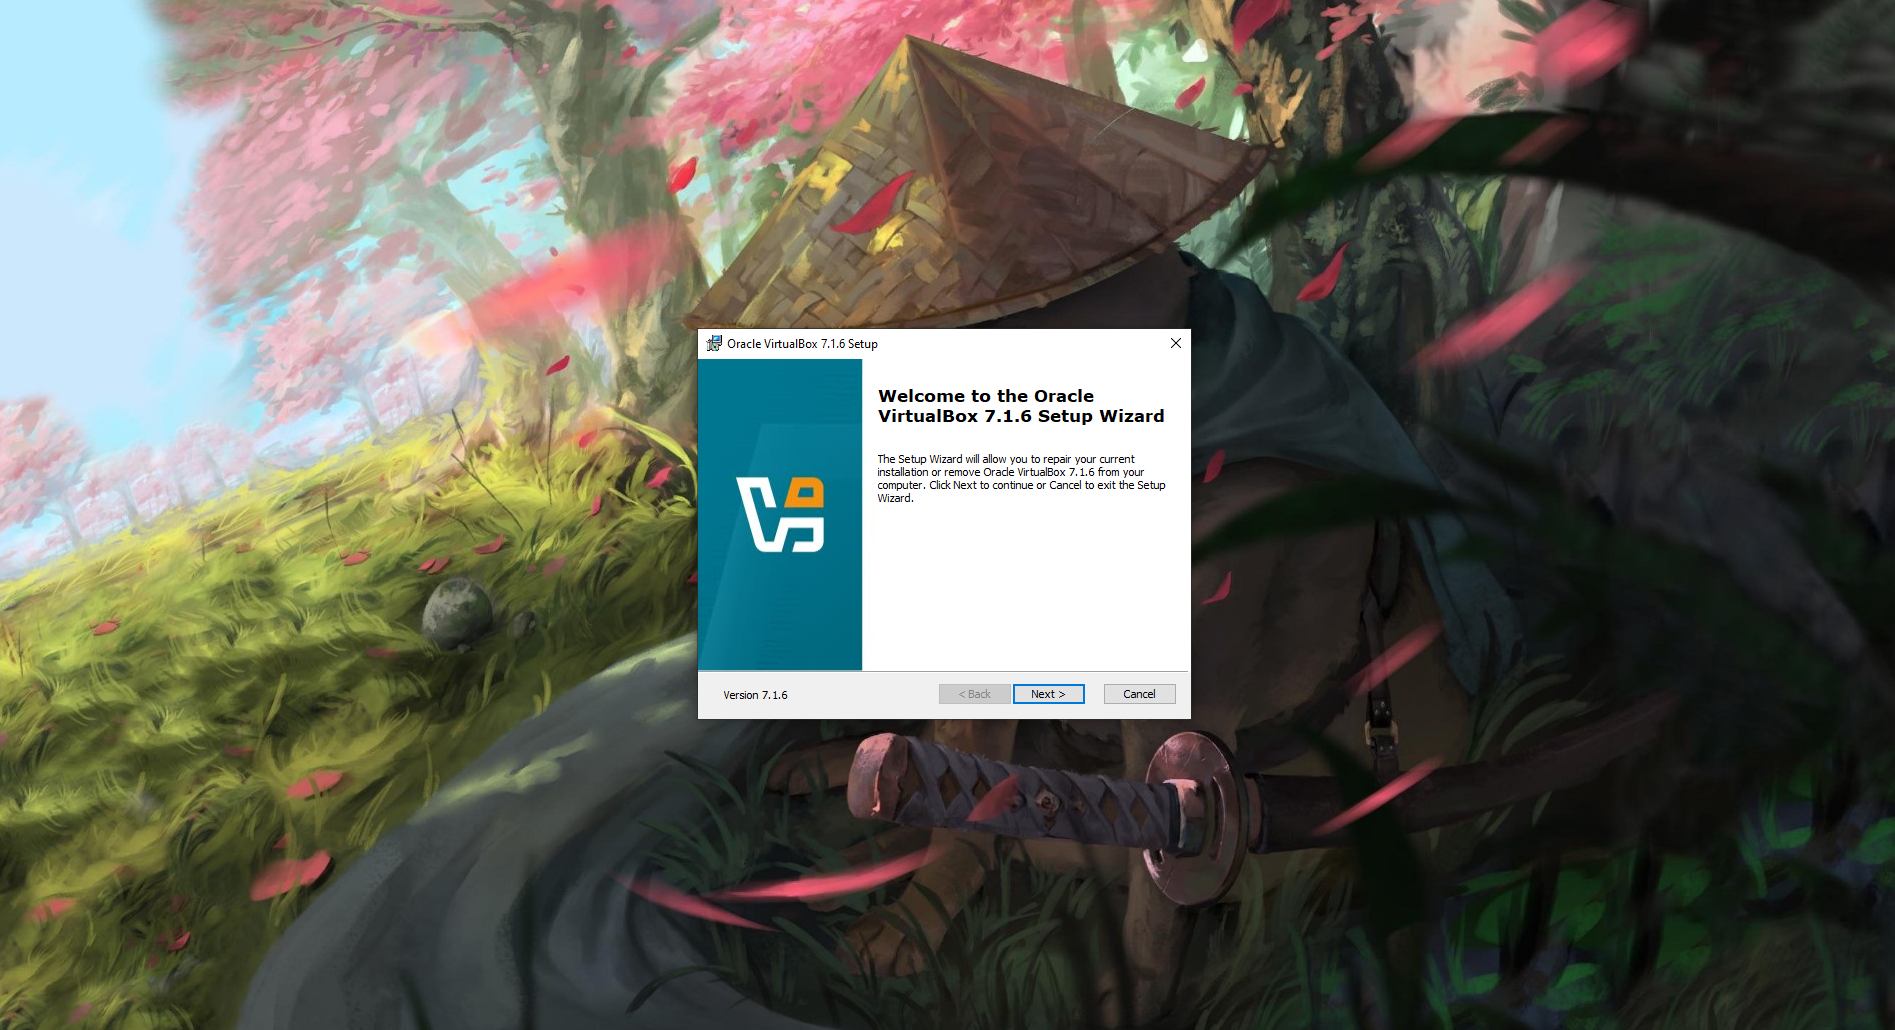 Oracle VirtualBox 7.1.6 Setup
Welcome to the Oracle
VirtualBox 7.1.6 Setup Wizard
The Setup Wizard will allow you to repair your current
installation or remove Oracle VirtualBox 7.1.6 from your
computer. Click Next to continue or Cancel to exit the Setup
Wizard.
Version 7.1.6
< Back
Next >
Cancel